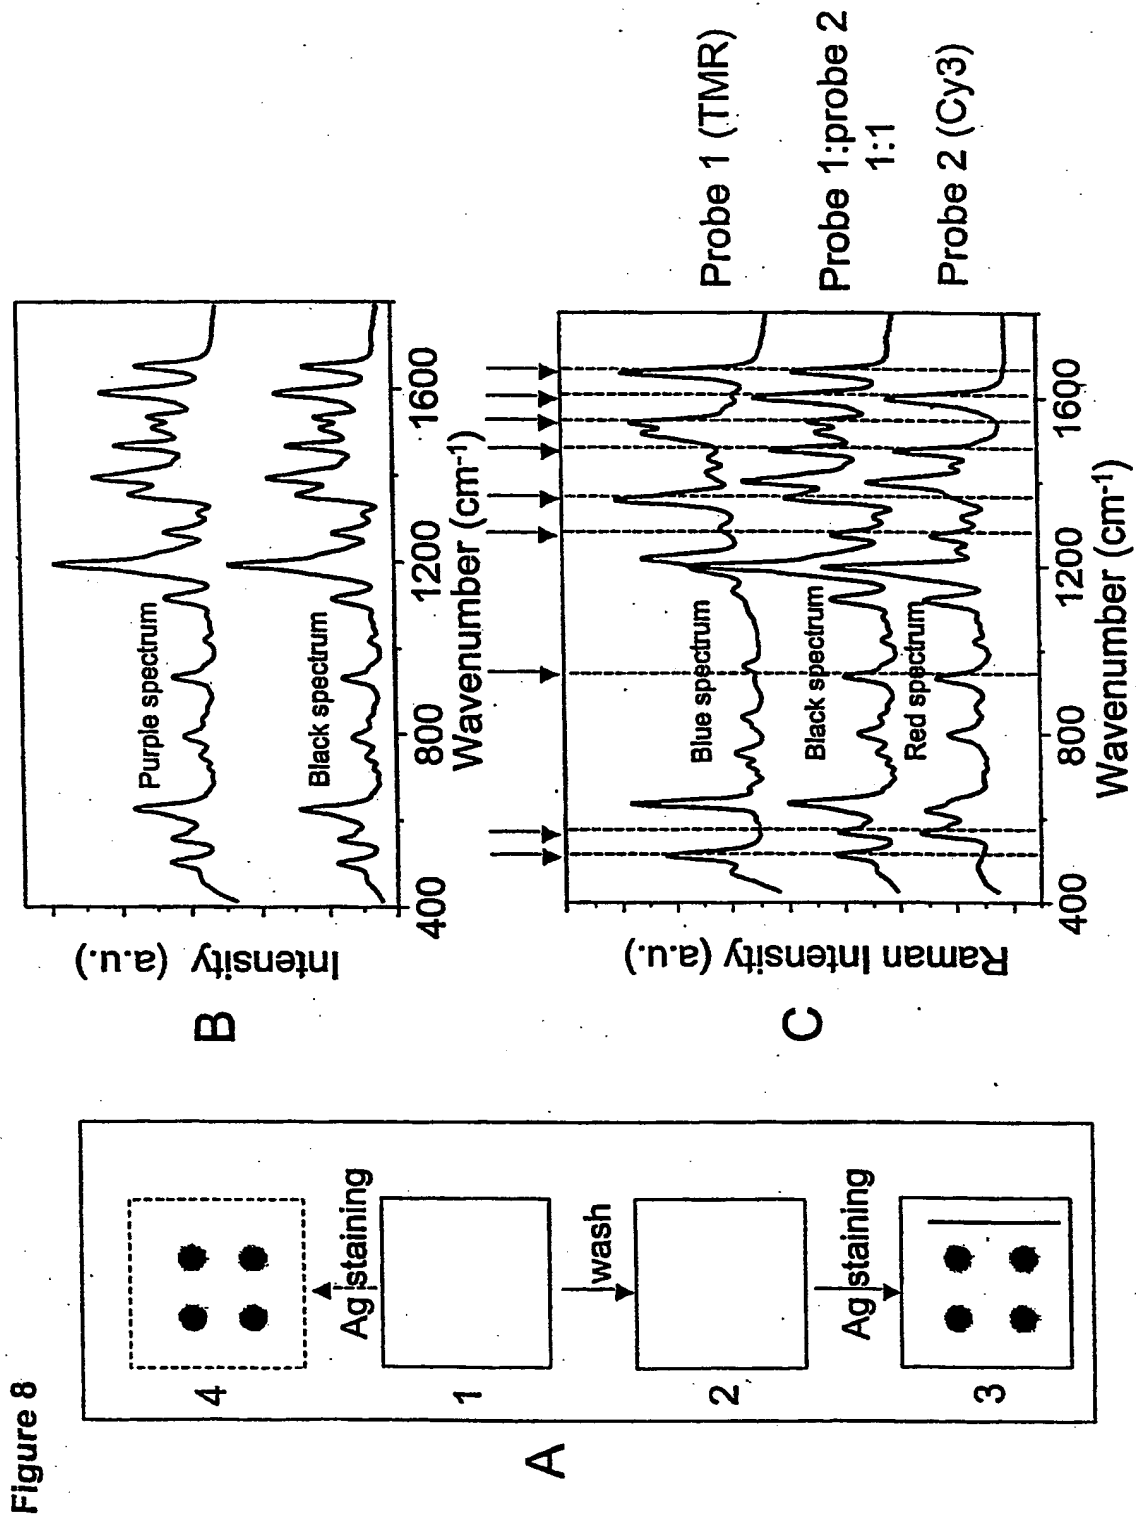 Figure 8
A
4
Ag staining
1
wash
2
Ag staining
3
B
Intensity (a.u.)
Purple spectrum
Black spectrum
400
800
1200
1600
Wavenumber (cm-1)
C
Raman Intensity (a.u.)
Blue spectrum
Black spectrum
Red spectrum
Probe 1 (TMR)
Probe 1:probe 2
1:1
Probe 2 (Cy3)
400
800
1200
1600
Wavenumber (cm-1)